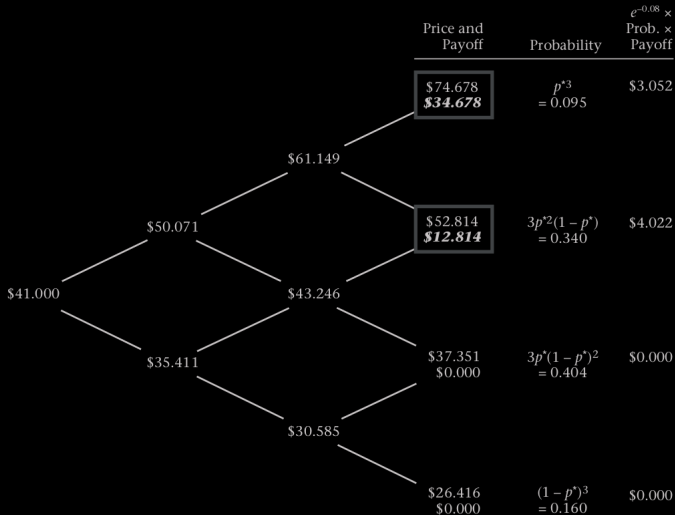 e^–0.08 ×
Price and Prob. ×
Payoff Probability Payoff
$74.678 p*3 $3.052
$34.678 = 0.095
$61.149
$50.071
$52.814 3p*2(1 – p*) $4.022
$12.814 = 0.340
$41.000
$43.246
$35.411
$37.351 3p*(1 – p*)2 $0.000
$0.000 = 0.404
$30.585
$26.416 (1 – p*)3 $0.000
$0.000 = 0.160